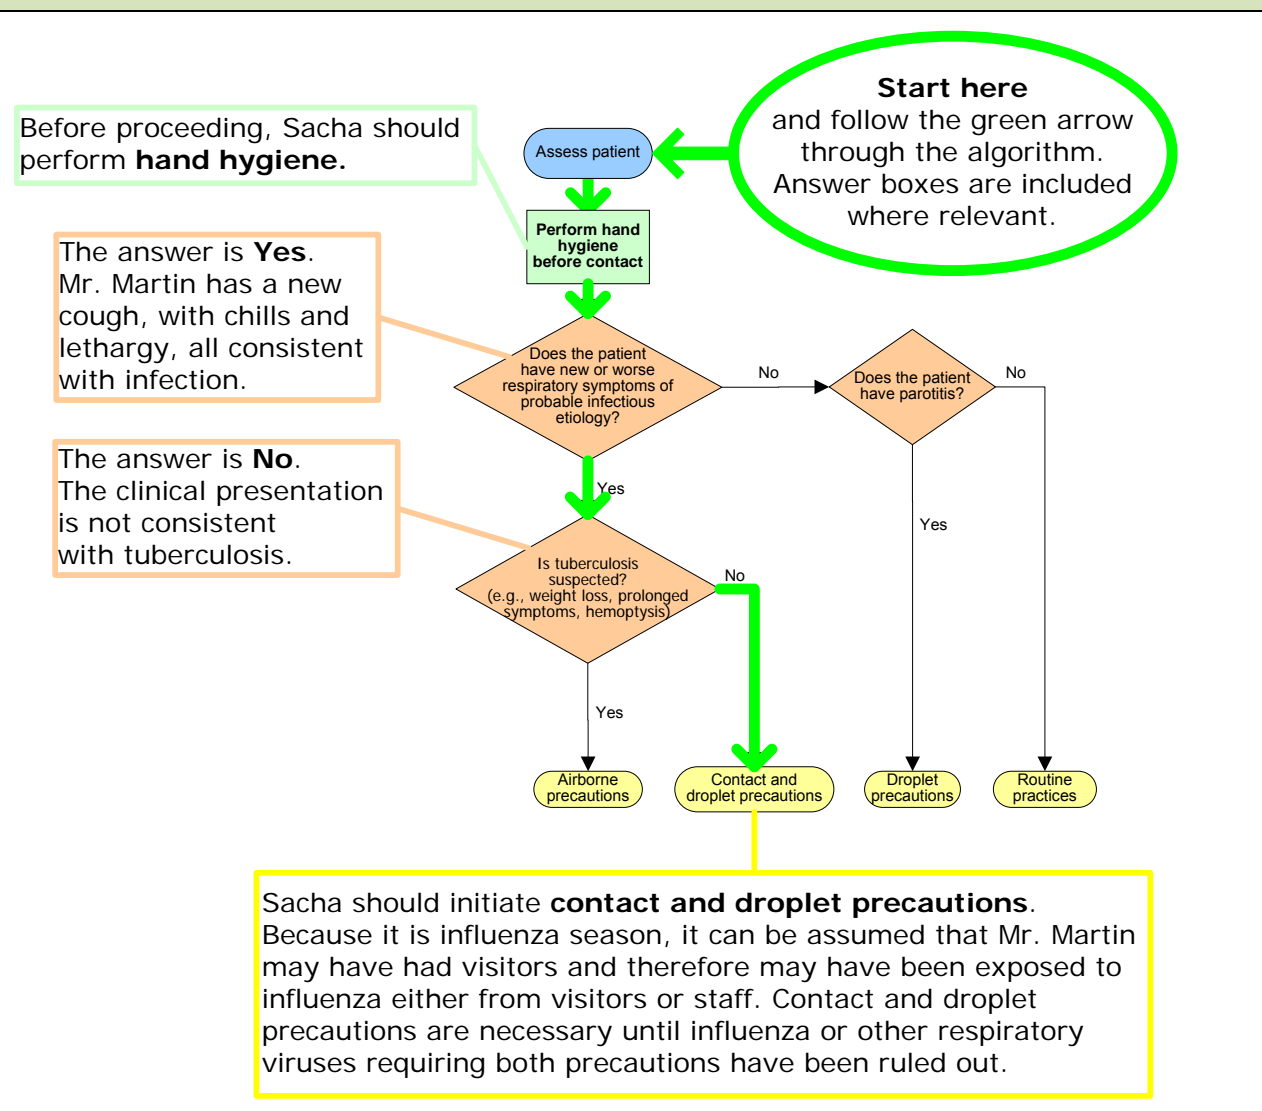 Start here
and follow the green arrow
through the algorithm.
Answer boxes are included
where relevant.
Before proceeding, Sacha should
perform hand hygiene.
Assess patient
Perform hand
hygiene
before contact
The answer is Yes.
Mr. Martin has a new
cough, with chills and
lethargy, all consistent
with infection.
Does the patient
have new or worse
respiratory symptoms of
probable infectious
etiology?
No
Does the patient
have parotitis?
No
The answer is No.
The clinical presentation
is not consistent
with tuberculosis.
Yes
Yes
Is tuberculosis
suspected?
(e.g., weight loss, prolonged
symptoms, hemoptysis)
No
Yes
Airborne
precautions
Contact and
droplet precautions
Droplet
precautions
Routine
practices
Sacha should initiate contact and droplet precautions.
Because it is influenza season, it can be assumed that Mr. Martin
may have had visitors and therefore may have been exposed to
influenza either from visitors or staff. Contact and droplet
precautions are necessary until influenza or other respiratory
viruses requiring both precautions have been ruled out.